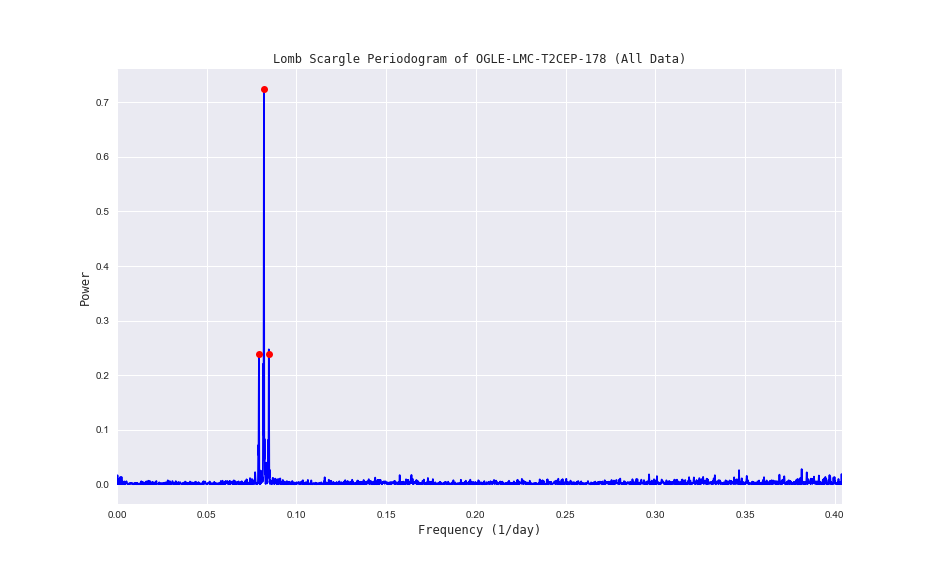 Lomb Scargle Periodogram of OGLE-LMC-T2CEP-178 (All Data)
0.7
0.6
0.5
0.4
0.3
0.2
0.1
0.0
Power
0.00 0.05 0.10 0.15 0.20 0.25 0.30 0.35 0.40
Frequency (1/day)